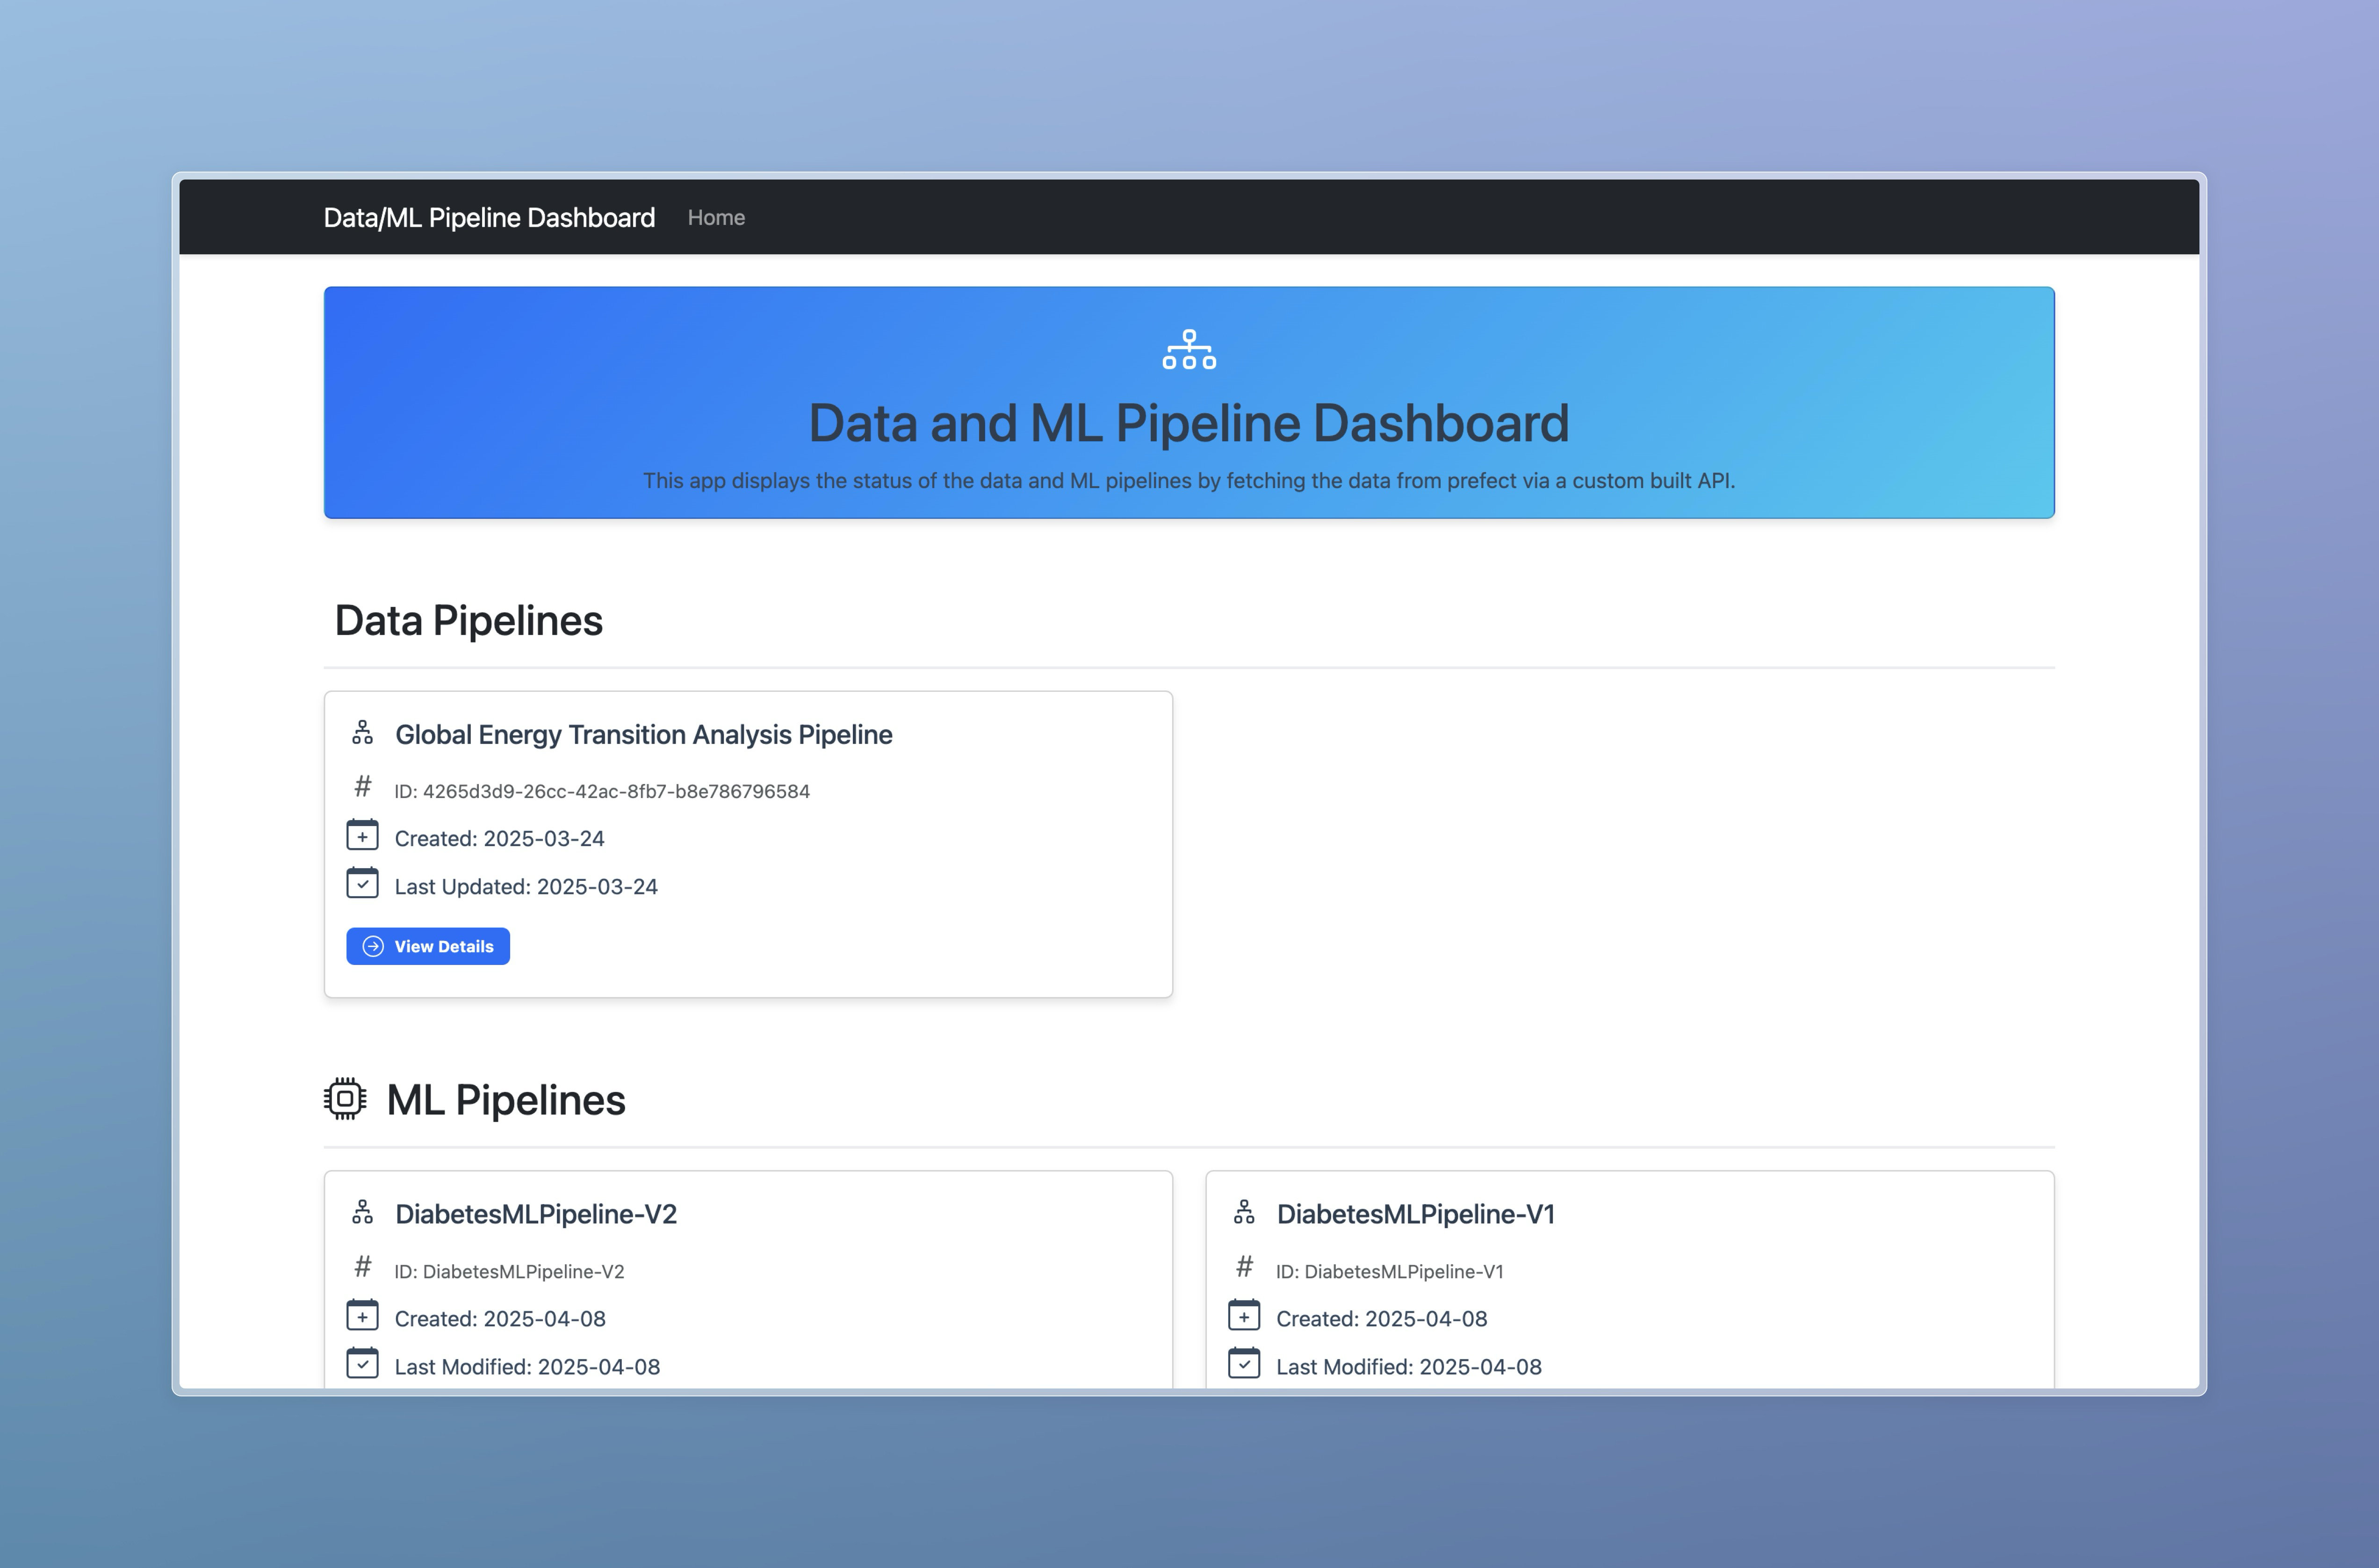 Data/ML Pipeline Dashboard Home
Data and ML Pipeline Dashboard
This app displays the status of the data and ML pipelines by fetching the data from prefect via a custom built API.
Data Pipelines
Global Energy Transition Analysis Pipeline
# ID: 4265d3d9-26cc-42ac-8fb7-b8e786796584
Created: 2025-03-24
Last Updated: 2025-03-24
View Details
ML Pipelines
DiabetesMLPipeline-V2
# ID: DiabetesMLPipeline-V2
Created: 2025-04-08
Last Modified: 2025-04-08
DiabetesMLPipeline-V1
# ID: DiabetesMLPipeline-V1
Created: 2025-04-08
Last Modified: 2025-04-08